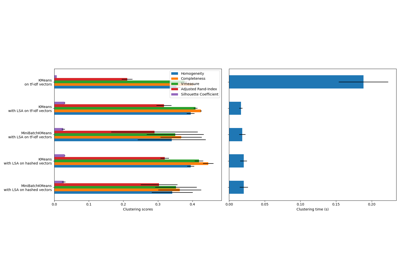 Homogeneity
Completeness
V-measure
Adjusted Rand-Index
Silhouette Coefficient
KMeans
on tf-idf vectors
KMeans
with LSA on tf-idf vectors
MiniBatchKMeans
with LSA on tf-idf vectors
KMeans
with LSA on hashed vectors
MiniBatchKMeans
with LSA on hashed vectors
0.0 0.1 0.2 0.3 0.4
Clustering scores
0.00 0.05 0.10 0.15 0.20
Clustering time (s)